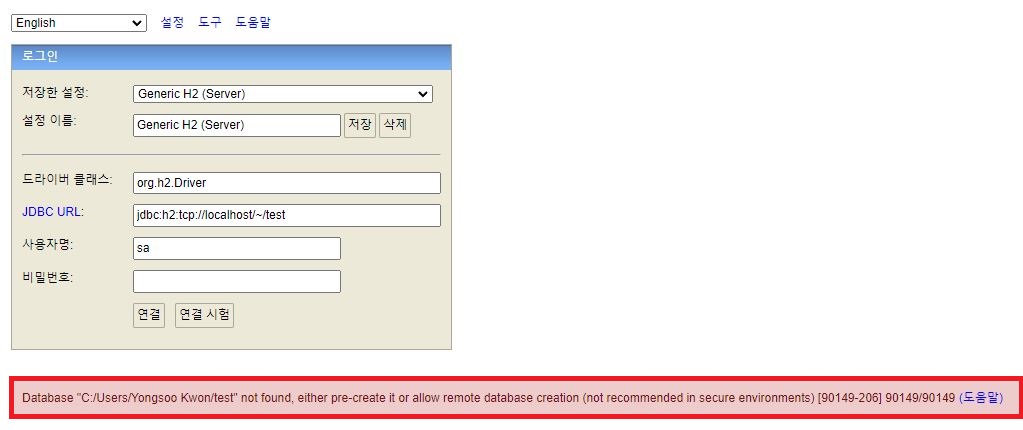 English 설정 도구 도움말
로그인
저장한 설정: Generic H2 (Server)
설정 이름: Generic H2 (Server) 저장 삭제
드라이버 클래스: org.h2.Driver
JDBC URL: jdbc:h2:tcp://localhost/~/test
사용자명: sa
비밀번호:
연결 연결 시험
Database "C:/Users/Yongsoo Kwon/test" not found, either pre-create it or allow remote database creation (not recommended in secure environments) [90149-206] 90149/90149 (도움말)